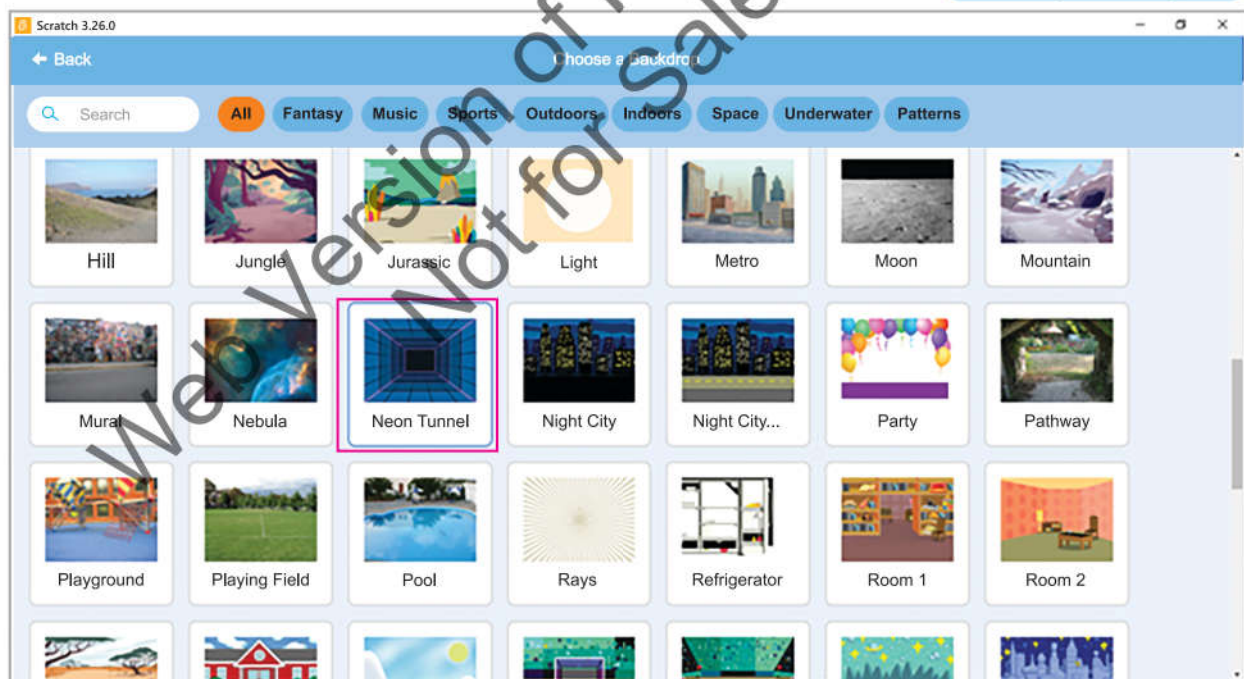 Scratch 3.26.0
Back
Choose a Backdrop
Search All Fantasy Music Sports Outdoors Indoors Space Underwater Patterns
Hill Jungle Jurassic Light Metro Moon Mountain
Mural Nebula Neon Tunnel Night City Night City... Party Pathway
Playground Playing Field Pool Rays Refrigerator Room 1 Room 2
Web Version of
Not for Sale